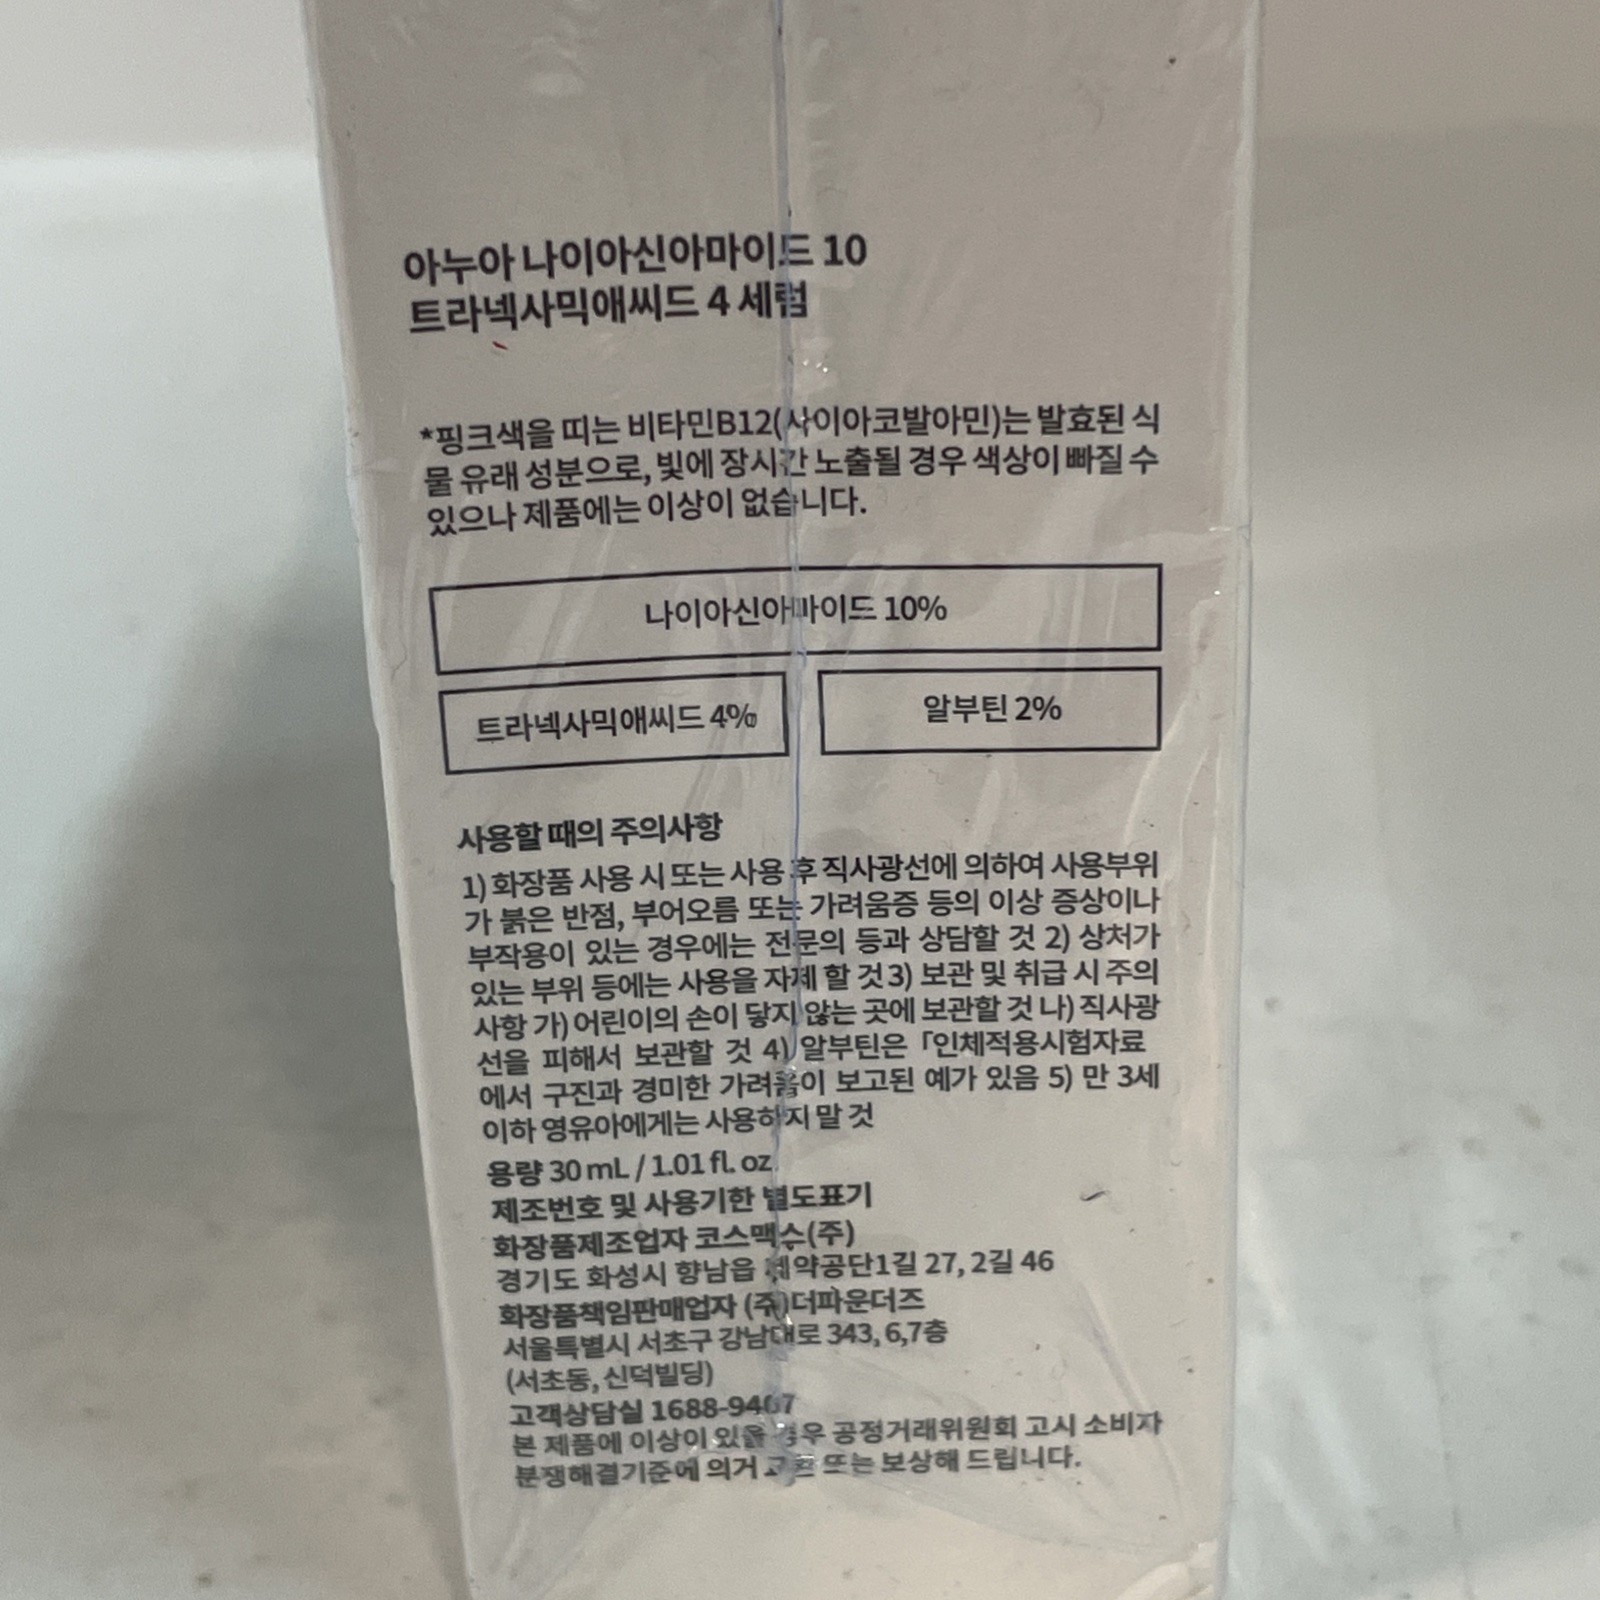 아누아 나이아신아마이드 10
트라넥사믹애씨드 4 세럼
*핑크색을 띠는 비타민B12(사이아코발아민)는 발효된 식
물 유래 성분으로, 빛에 장시간 노출될 경우 색상이 빠질 수
있으나 제품에는 이상이 없습니다.
나이아신아마이드 10%
트라넥사믹애씨드 4%
알부틴 2%
사용할 때의 주의사항
1) 화장품 사용 시 또는 사용 후 직사광선에 의하여 사용부위
가 붉은 반점, 부어오름 또는 가려움증 등의 이상 증상이나
부작용이 있는 경우에는 전문의 등과 상담할 것 2) 상처가
있는 부위 등에는 사용을 자제 할 것 3) 보관 및 취급 시 주의
사항 가) 어린이의 손이 닿지 않는 곳에 보관할 것 나) 직사광
선을 피해서 보관할 것 4) 알부틴은 「인체적용시험자료
에서 구진과 경미한 가려움이 보고된 예가 있음 5) 만 3세
이하 영유아에게는 사용하지 말 것
용량 30 mL / 1.01 fl. oz.
제조번호 및 사용기한 별도표기
화장품제조업자 코스맥스(주)
경기도 화성시 향남읍 제약공단1길 27, 2길 46
화장품책임판매업자 (주)더파운더즈
서울특별시 서초구 강남대로 343, 6,7층
(서초동, 신덕빌딩)
고객상담실 1688-9407
본 제품에 이상이 있을 경우 공정거래위원회 고시 소비자
분쟁해결기준에 의거 교환 또는 보상해 드립니다.